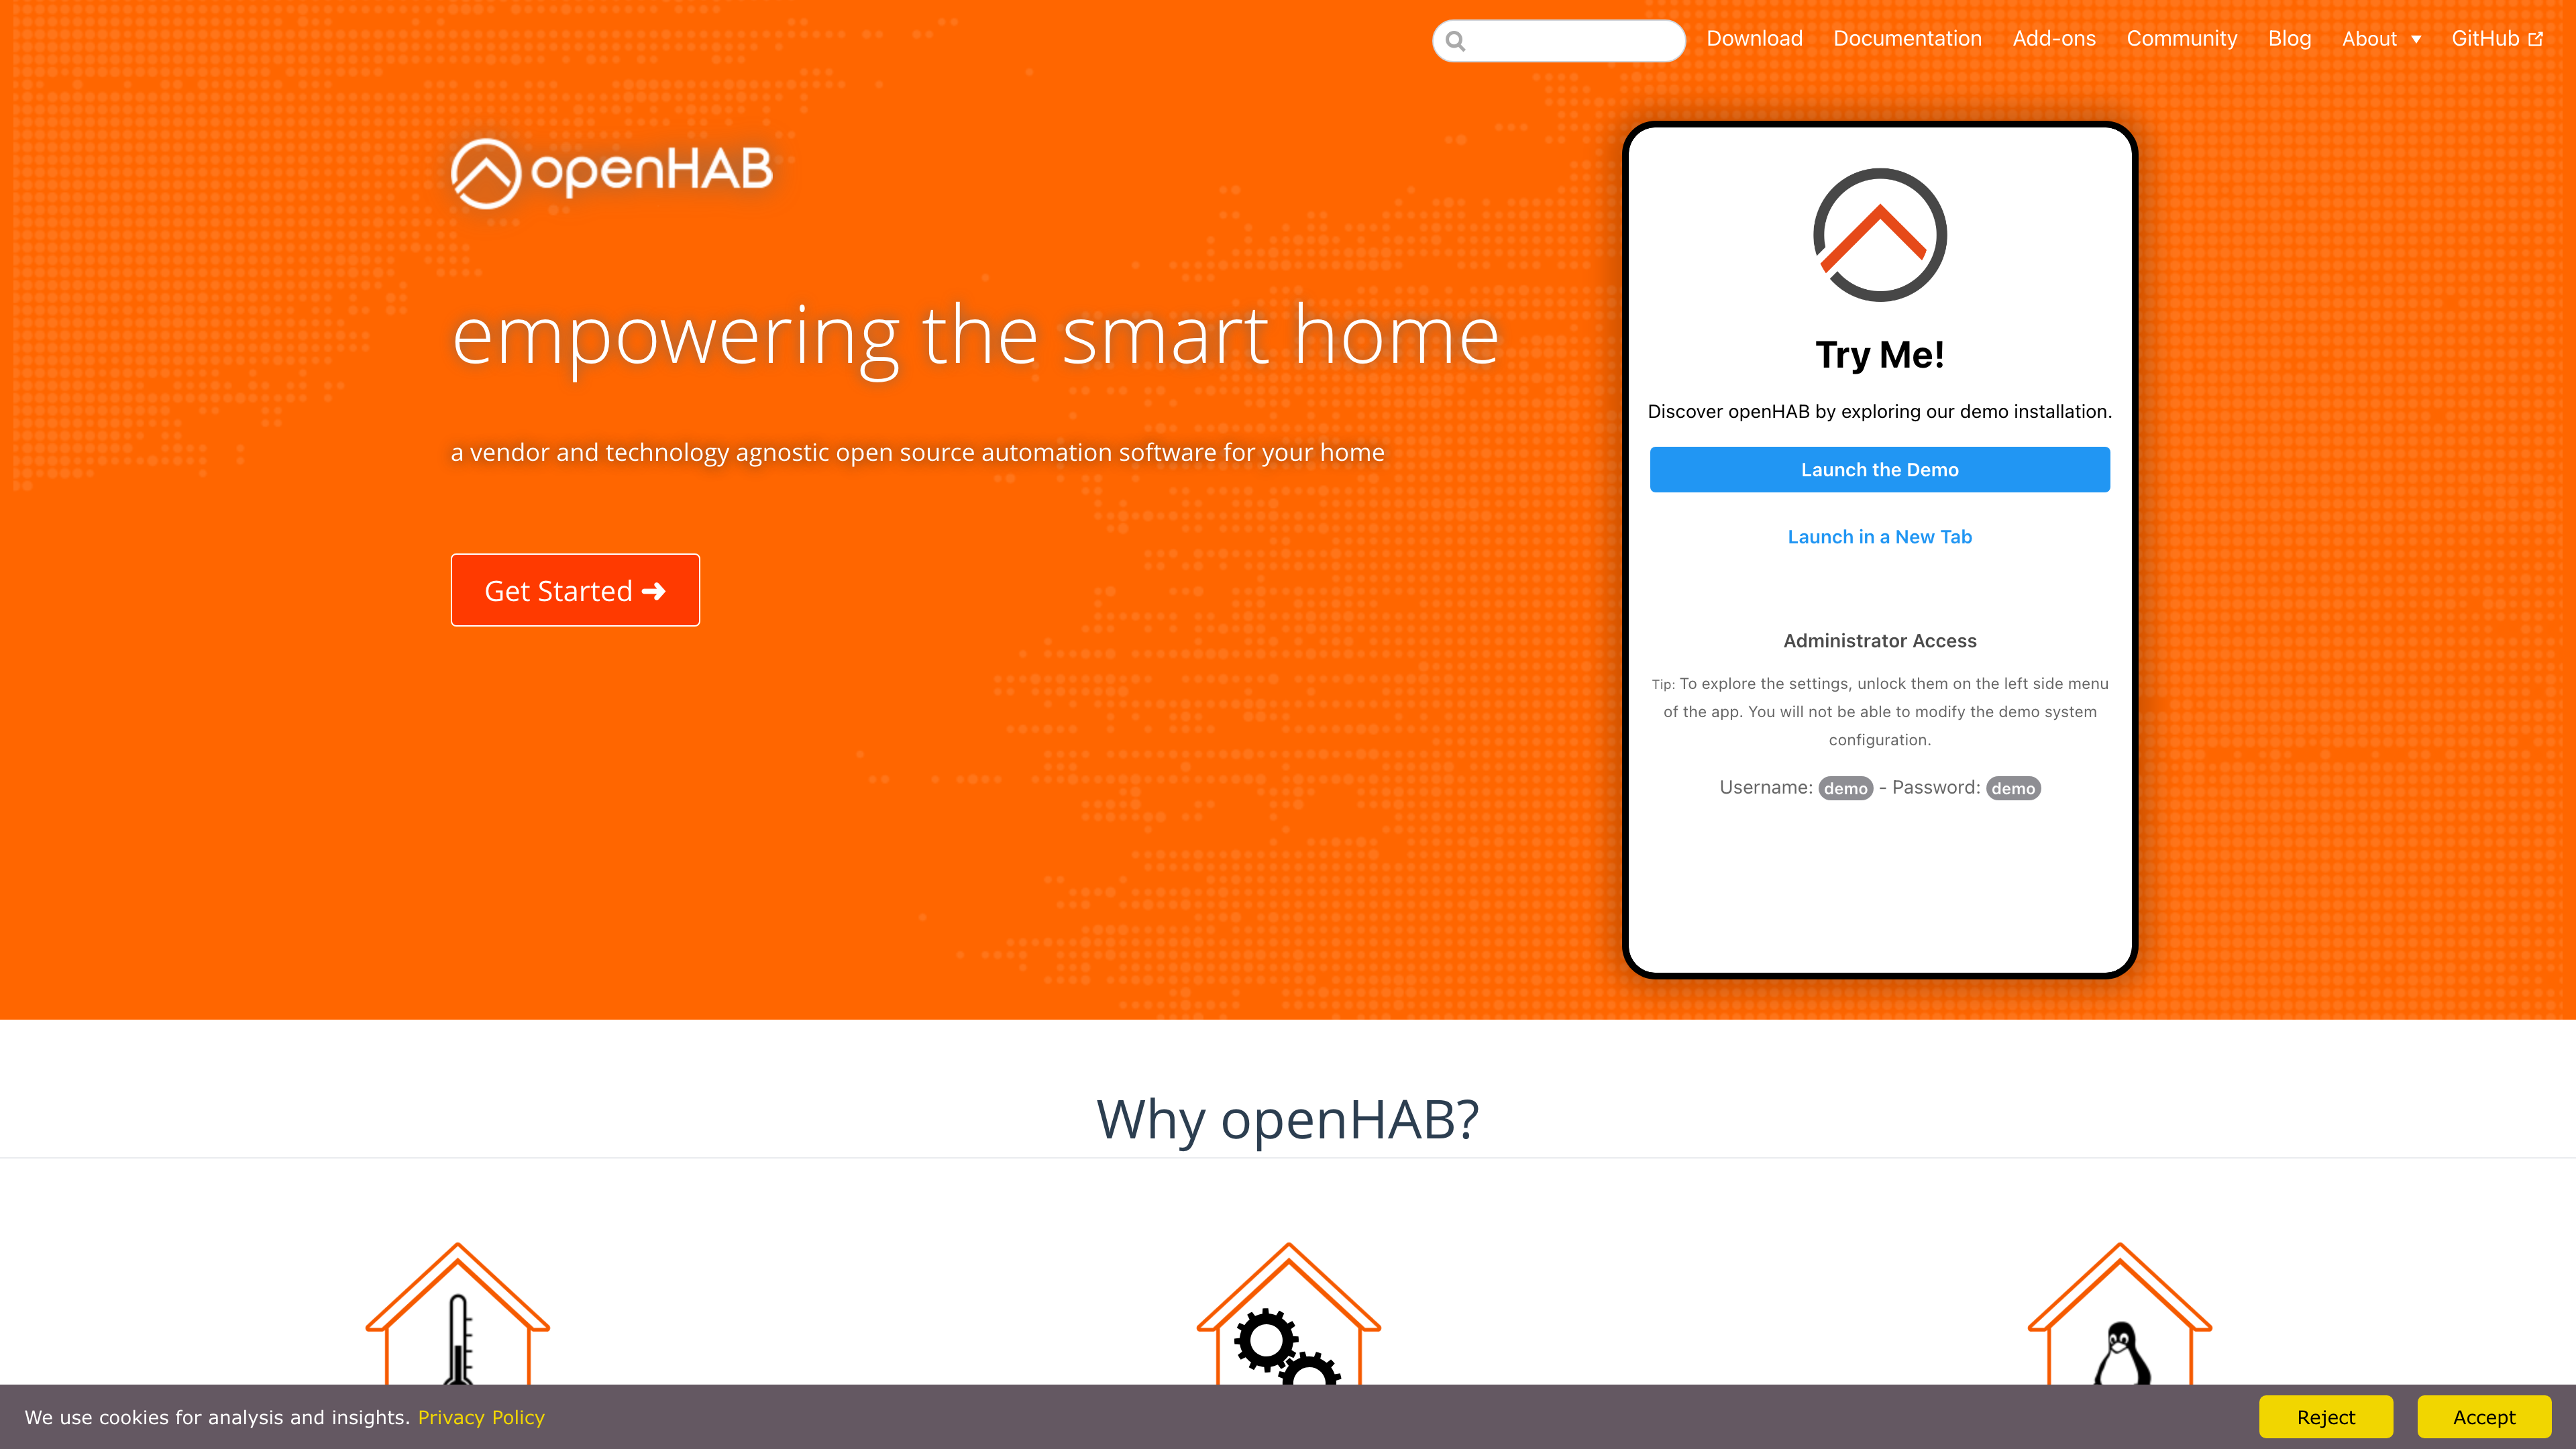 Download Documentation Add-ons Community Blog About GitHub
openHAB
empowering the smart home
a vendor and technology agnostic open source automation software for your home
Get Started
Try Me!
Discover openHAB by exploring our demo installation.
Launch the Demo
Launch in a New Tab
Administrator Access
Tip: To explore the settings, unlock them on the left side menu
of the app. You will not be able to modify the demo system
configuration.
Username: demo - Password: demo
Why openHAB?
We use cookies for analysis and insights. Privacy Policy
Reject Accept